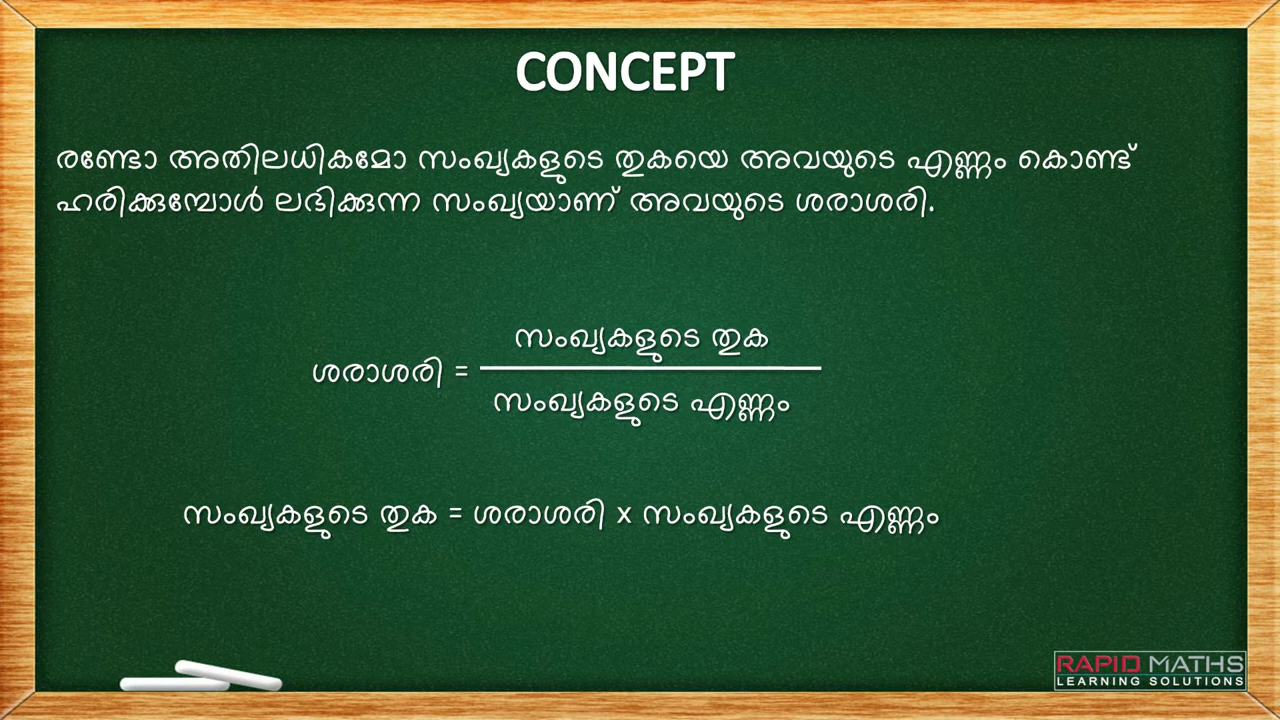 CONCEPT
രണ്ടോ അതിലധികമോ സംഖ്യകളുടെ തുകയെ അവയുടെ എണ്ണം കൊണ്ട്
ഹരിക്കുമ്പോൾ ലഭിക്കുന്ന സംഖ്യയാണ് അവയുടെ ശരാശരി.
സംഖ്യകളുടെ തുക
ശരാശരി =
സംഖ്യകളുടെ എണ്ണം
സംഖ്യകളുടെ തുക = ശരാശരി x സംഖ്യകളുടെ എണ്ണം
RAPID MATHS
LEARNING SOLUTIONS